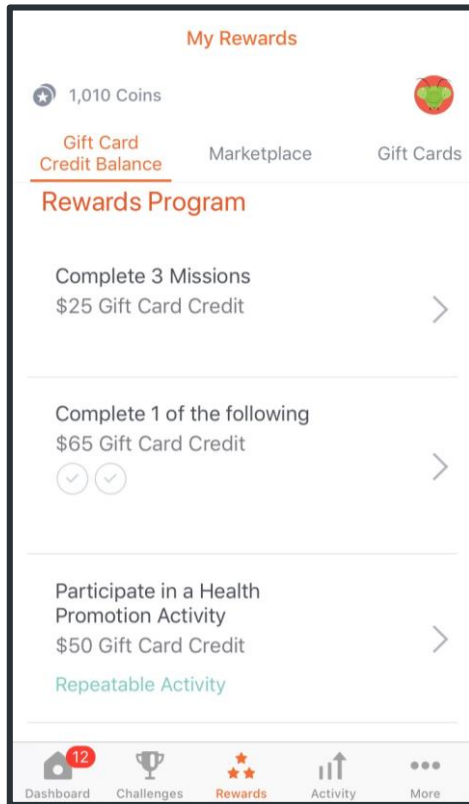 My Rewards
1,010 Coins
Gift Card
Credit Balance
Marketplace
Gift Cards
Rewards Program
Complete 3 Missions
$25 Gift Card Credit
Complete 1 of the following
$65 Gift Card Credit
Participate in a Health
Promotion Activity
$50 Gift Card Credit
Repeatable Activity
12
Dashboard
Challenges
Rewards
Activity
More